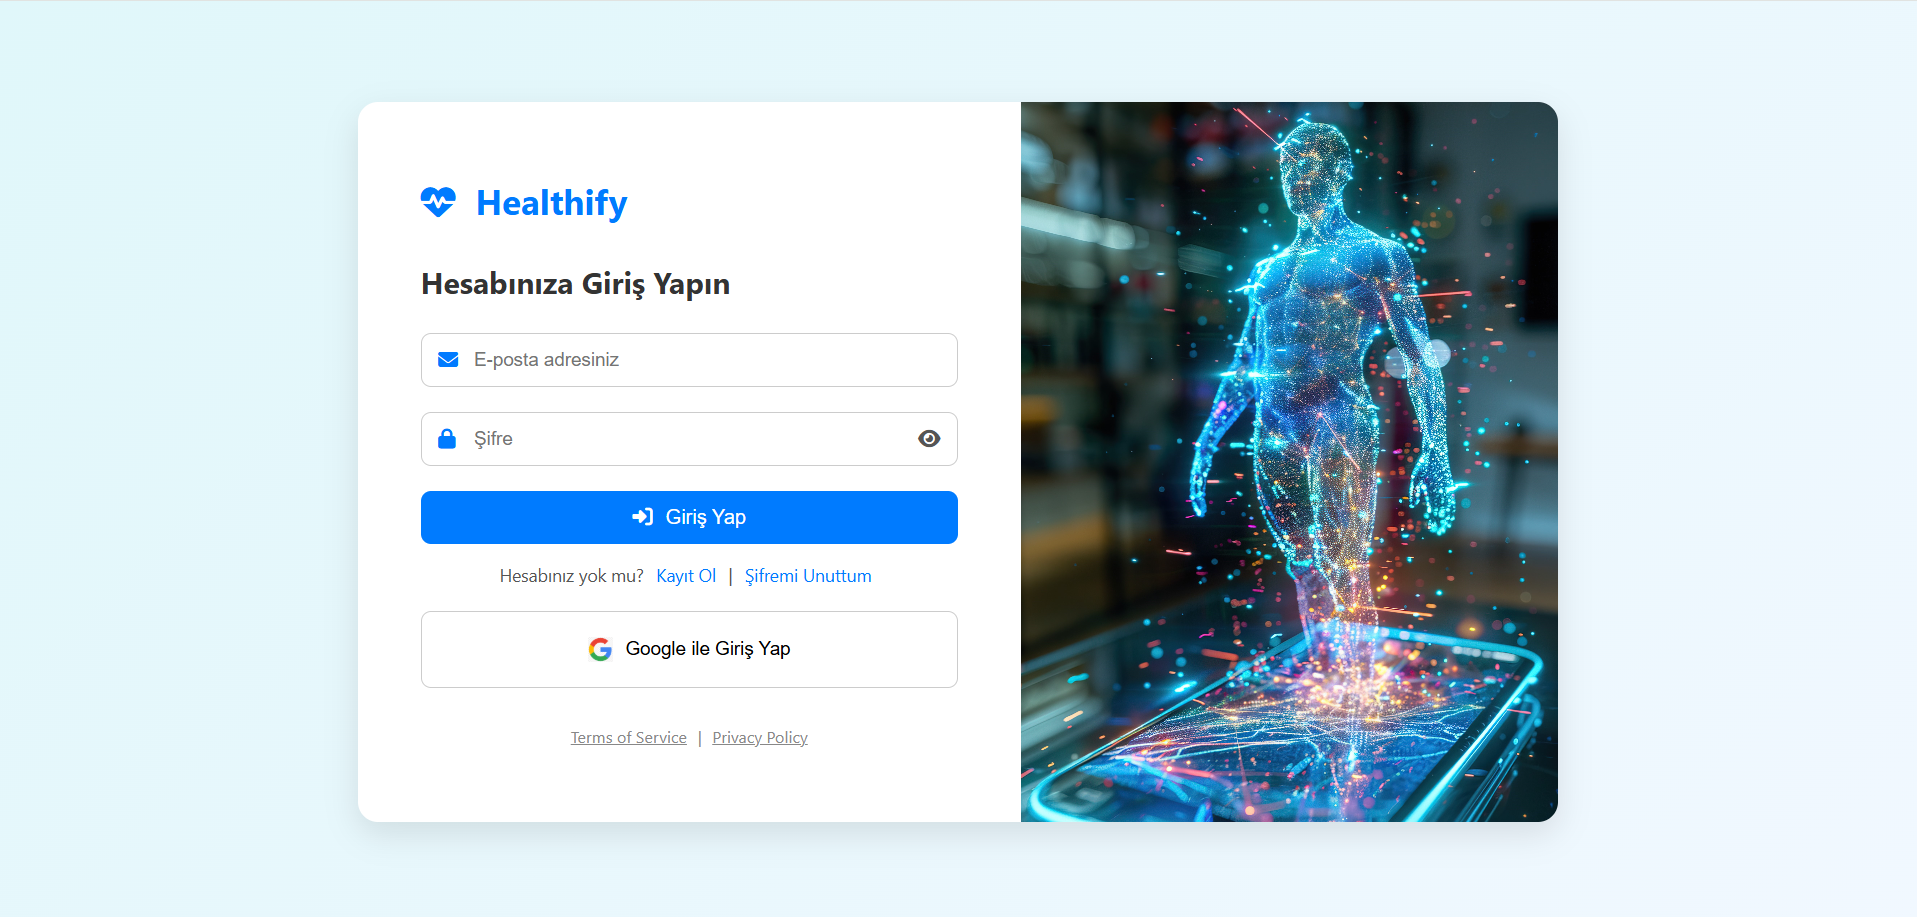 Healthify
Hesabınıza Giriş Yapın
E-posta adresiniz
Şifre
Giriş Yap
Hesabınız yok mu? Kayıt Ol | Şifremi Unuttum
Google ile Giriş Yap
Terms of Service | Privacy Policy